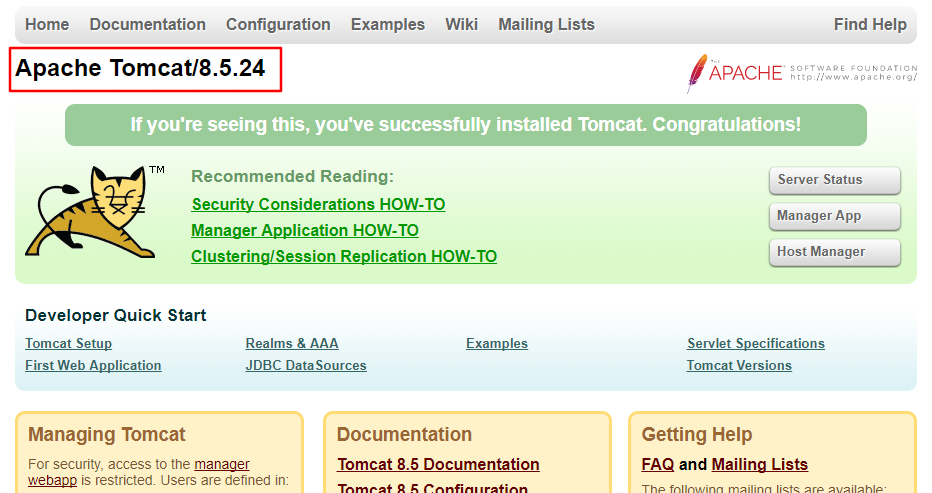 Home Documentation Configuration Examples Wiki Mailing Lists Find Help
Apache Tomcat/8.5.24
THE
APACHE® SOFTWARE FOUNDATION
http://www.apache.org/
If you're seeing this, you've successfully installed Tomcat. Congratulations!
TM
Recommended Reading:
Security Considerations HOW-TO
Manager Application HOW-TO
Clustering/Session Replication HOW-TO
Server Status
Manager App
Host Manager
Developer Quick Start
Tomcat Setup Realms & AAA Examples Servlet Specifications
First Web Application JDBC DataSources Tomcat Versions
Managing Tomcat
For security, access to the manager
webapp is restricted. Users are defined in:
Documentation
Tomcat 8.5 Documentation
Tomcat 8.5 Configuration
Getting Help
FAQ and Mailing Lists
The following mailing lists are available: